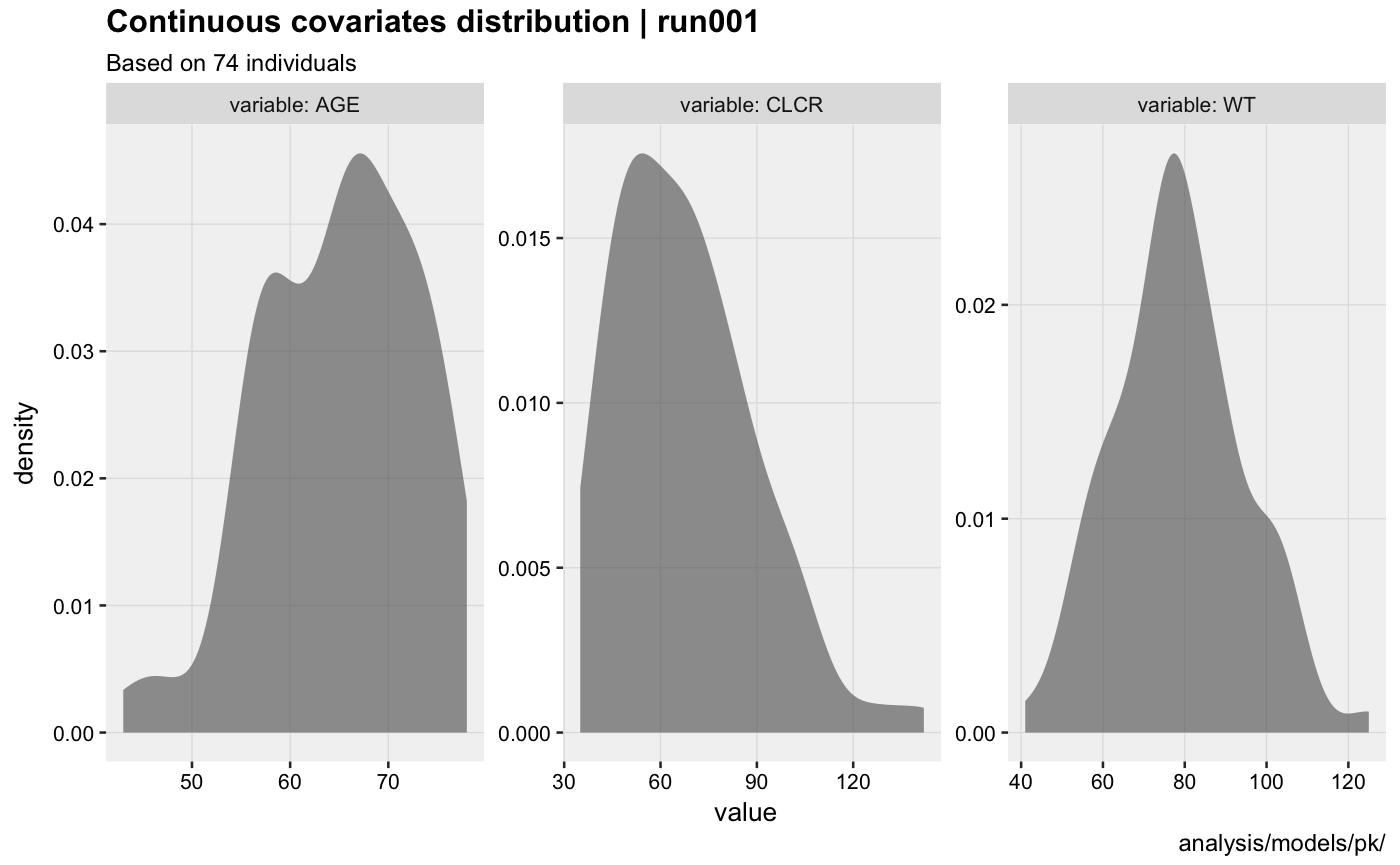 Continuous covariates distribution | run001
Based on 74 individuals
variable: AGE
variable: CLCR
variable: WT
density
0.04
0.03
0.02
0.01
0.00
50 60 70
0.015
0.010
0.005
0.000
30 60 90 120
0.02
0.01
0.00
40 60 80 100 120
value
analysis/models/pk/